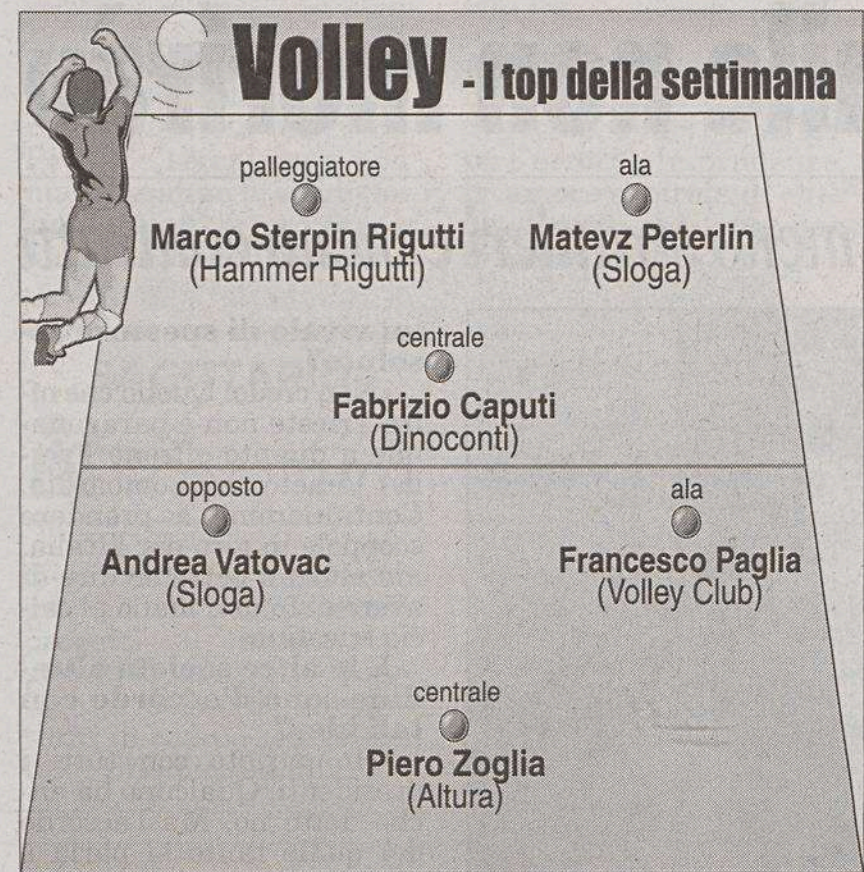 Volley - I top della settimana
palleggiatore
Marco Sterpin Rigutti
(Hammer Rigutti)
ala
Matevz Peterlin
(Sloga)
centrale
Fabrizio Caputi
(Dinoconti)
opposto
Andrea Vatovac
(Sloga)
ala
Francesco Paglia
(Volley Club)
centrale
Piero Zoglia
(Altura)